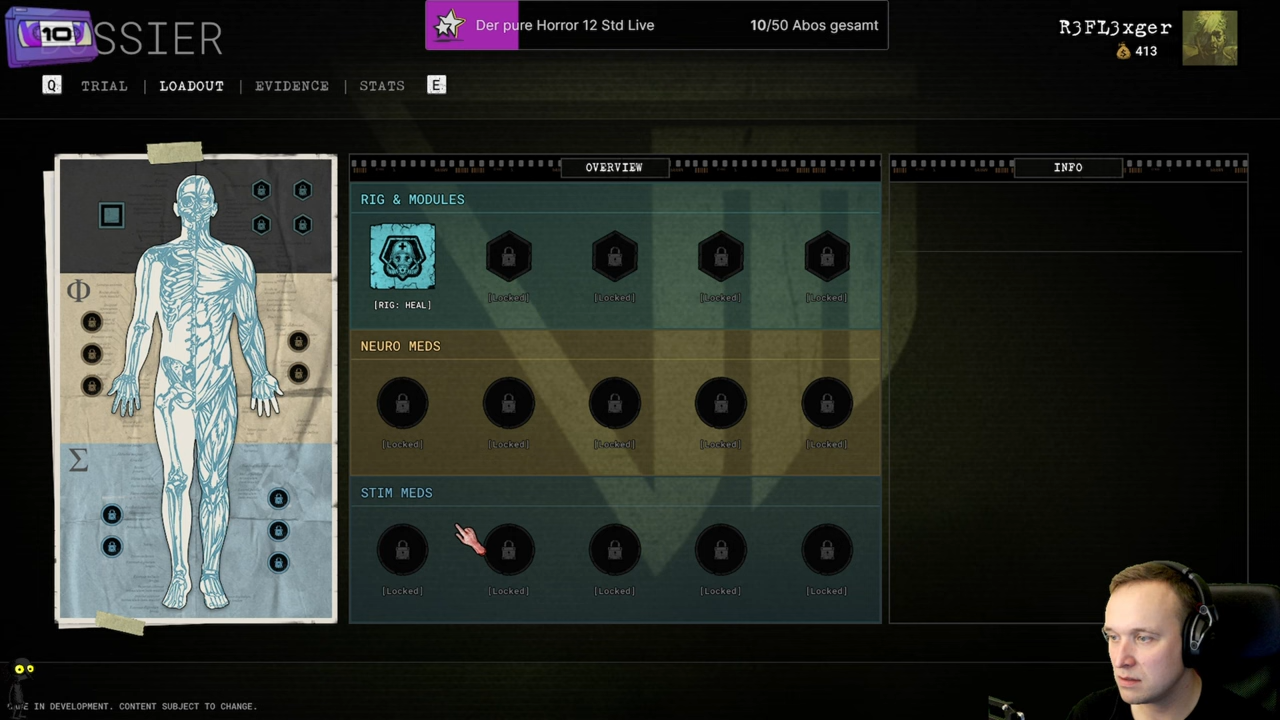 10
SSIER
Der pure Horror 12 Std Live
10/50 Abos gesamt
R3FL3xger
413
Q
TRIAL | LOADOUT | EVIDENCE | STATS
E
OVERVIEW
INFO
RIG & MODULES
[RIG: HEAL]
[Locked]
[Locked]
[Locked]
[Locked]
Φ
NEURO MEDS
[Locked]
[Locked]
[Locked]
[Locked]
[Locked]
Σ
STIM MEDS
[Locked]
[Locked]
[Locked]
[Locked]
[Locked]
E IN DEVELOPMENT. CONTENT SUBJECT TO CHANGE.